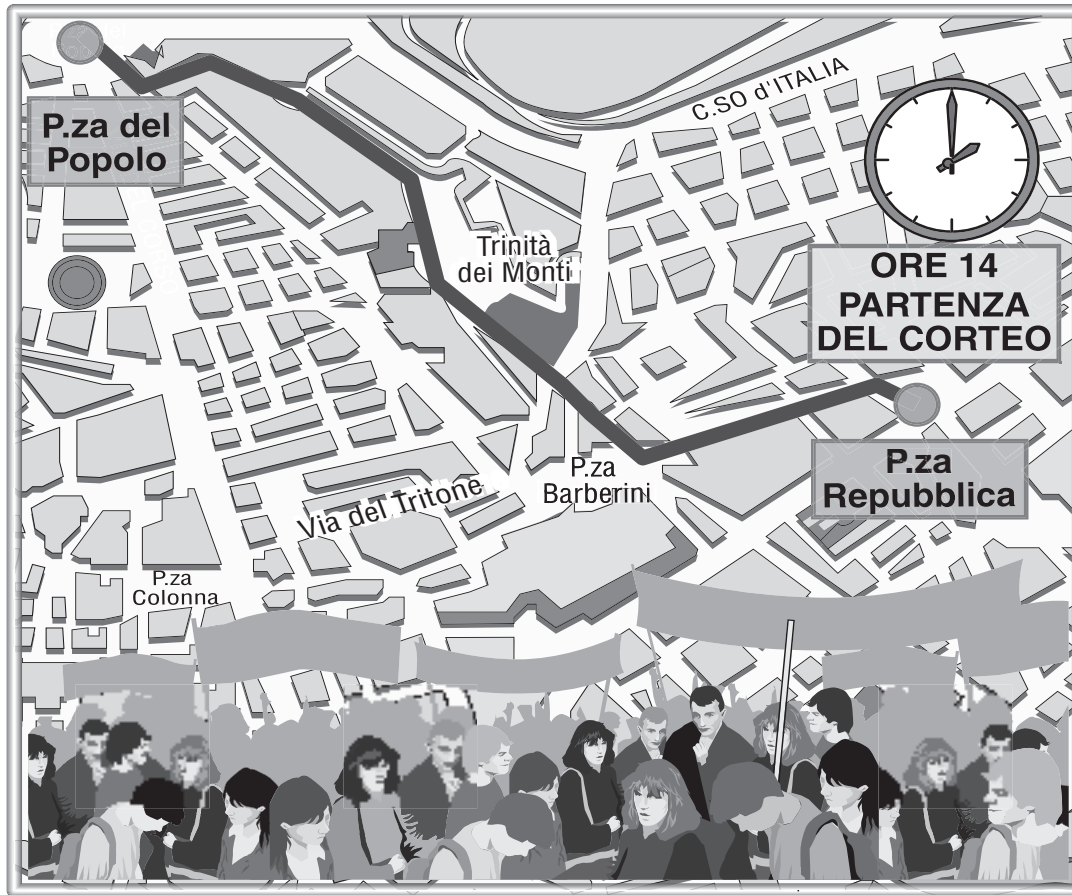 P.za del
Popolo
C.SO d'ITALIA
Trinità
dei Monti
ORE 14
PARTENZA
DEL CORTEO
P.za
Barberini
P.za
Repubblica
Via del Tritone
P.za
Colonna